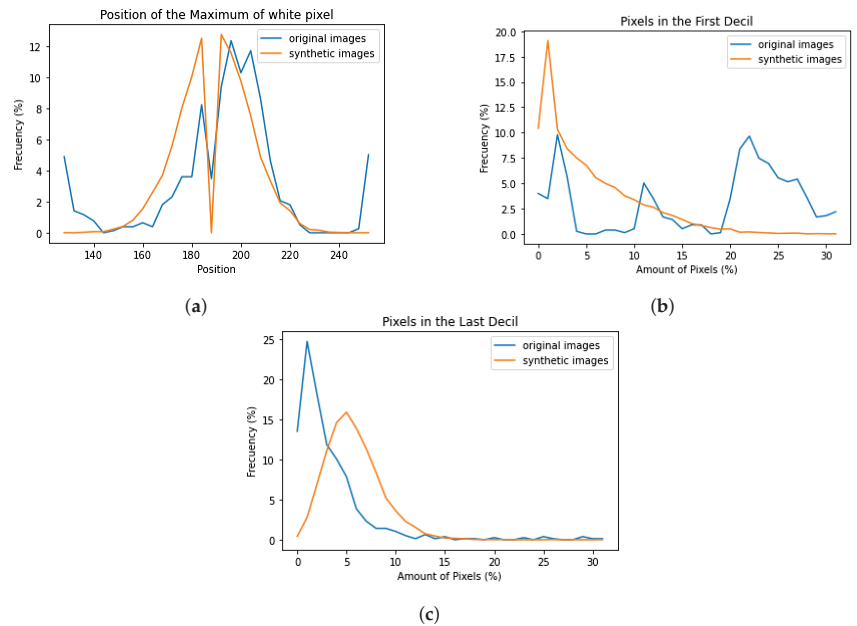 Position of the Maximum of white pixel
original images
synthetic images
Frecuency (%)
12
10
8
6
4
2
0
140 160 180 200 220 240
Position
(a)
Pixels in the First Decil
original images
synthetic images
Frecuency (%)
20.0
17.5
15.0
12.5
10.0
7.5
5.0
2.5
0.0
0 5 10 15 20 25 30
Amount of Pixels (%)
(b)
Pixels in the Last Decil
original images
synthetic images
Frecuency (%)
25
20
15
10
5
0
0 5 10 15 20 25 30
Amount of Pixels (%)
(c)